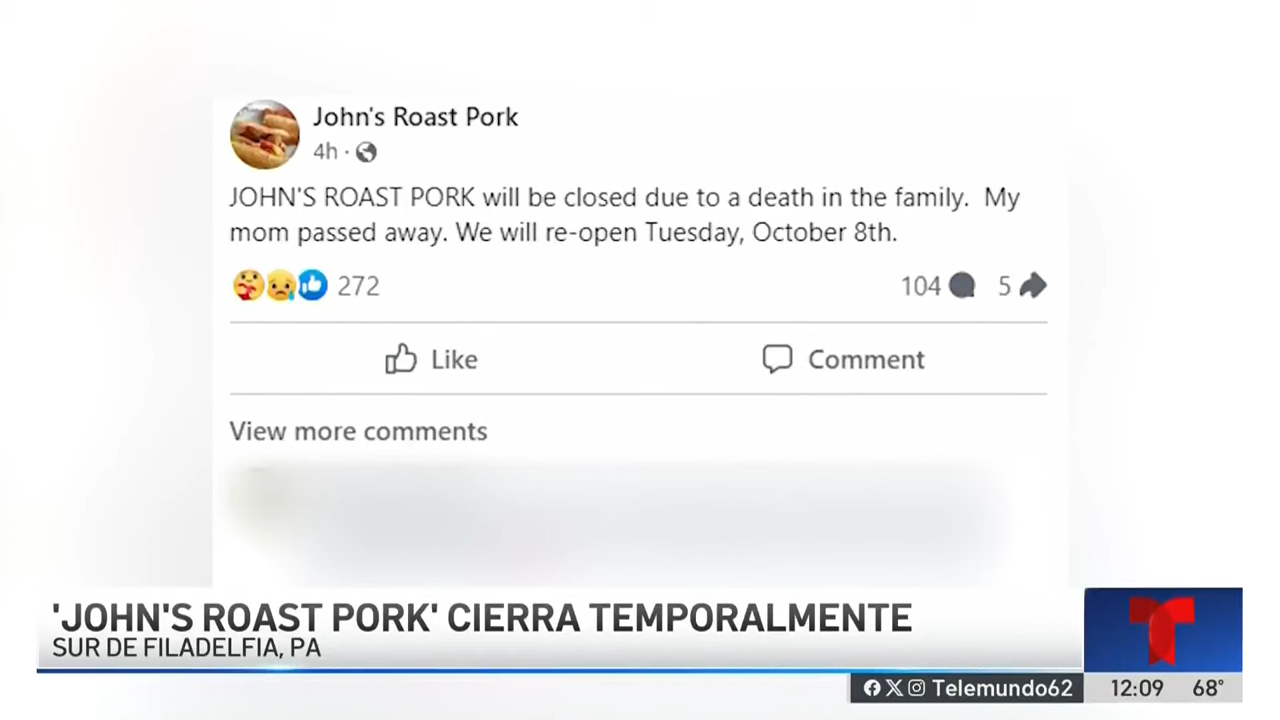 John's Roast Pork
4h ·
JOHN'S ROAST PORK will be closed due to a death in the family.  My
mom passed away. We will re-open Tuesday, October 8th.
272
104
5
Like
Comment
View more comments
'JOHN'S ROAST PORK' CIERRA TEMPORALMENTE
SUR DE FILADELFIA, PA
Telemundo62
12:09 68°